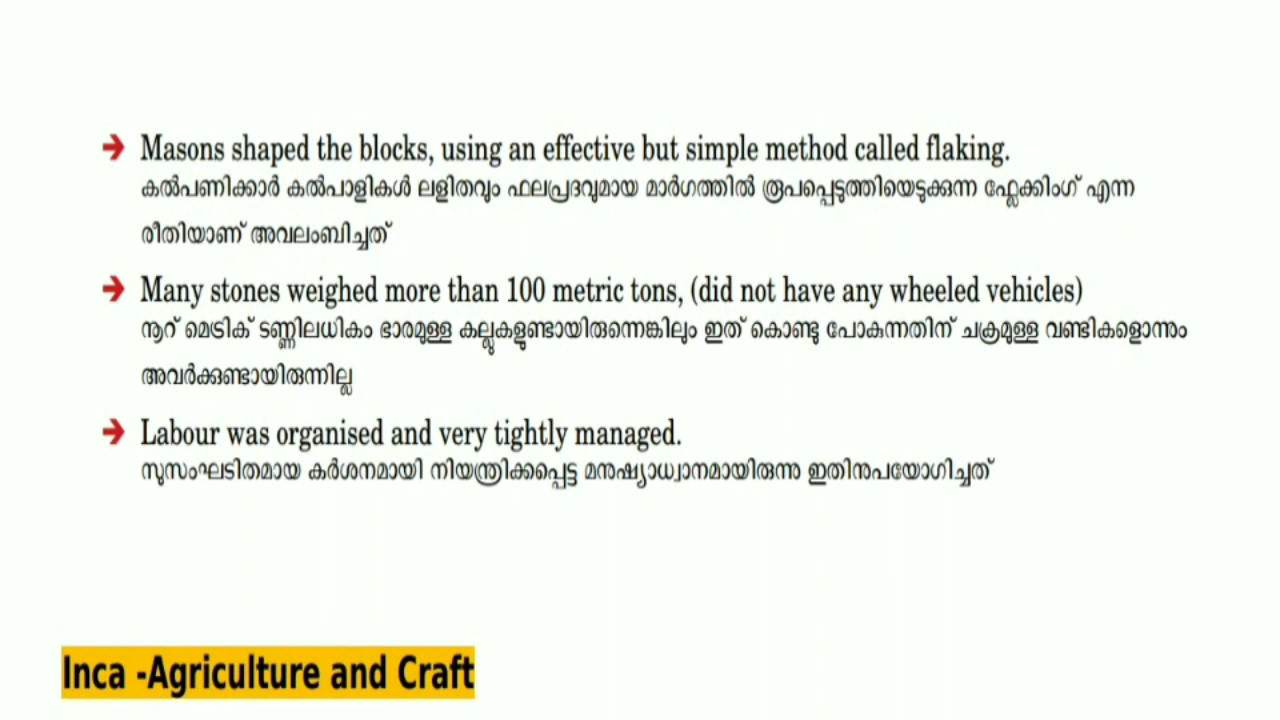 ➔ Masons shaped the blocks, using an effective but simple method called flaking.
കൽപണിക്കാർ കൽപാളികൾ ലളിതവും ഫലപ്രദവുമായ മാർഗത്തിൽ രൂപപ്പെടുത്തിയെടുക്കുന്ന ഫ്ലേക്കിംഗ് എന്ന
രീതിയാണ് അവലംബിച്ചത്
➔ Many stones weighed more than 100 metric tons, (did not have any wheeled vehicles)
നൂറ് മെട്രിക് ടണ്ണിലധികം ഭാരമുള്ള കല്ലുകളുണ്ടായിരുന്നെങ്കിലും ഇത് കൊണ്ടു പോകുന്നതിന് ചക്രമുള്ള വണ്ടികളൊന്നും
അവർക്കുണ്ടായിരുന്നില്ല
➔ Labour was organised and very tightly managed.
സുസംഘടിതമായ കർശനമായി നിയന്ത്രിക്കപ്പെട്ട മനുഷ്യാധ്വാനമായിരുന്നു ഇതിനുപയോഗിച്ചത്
Inca -Agriculture and Craft